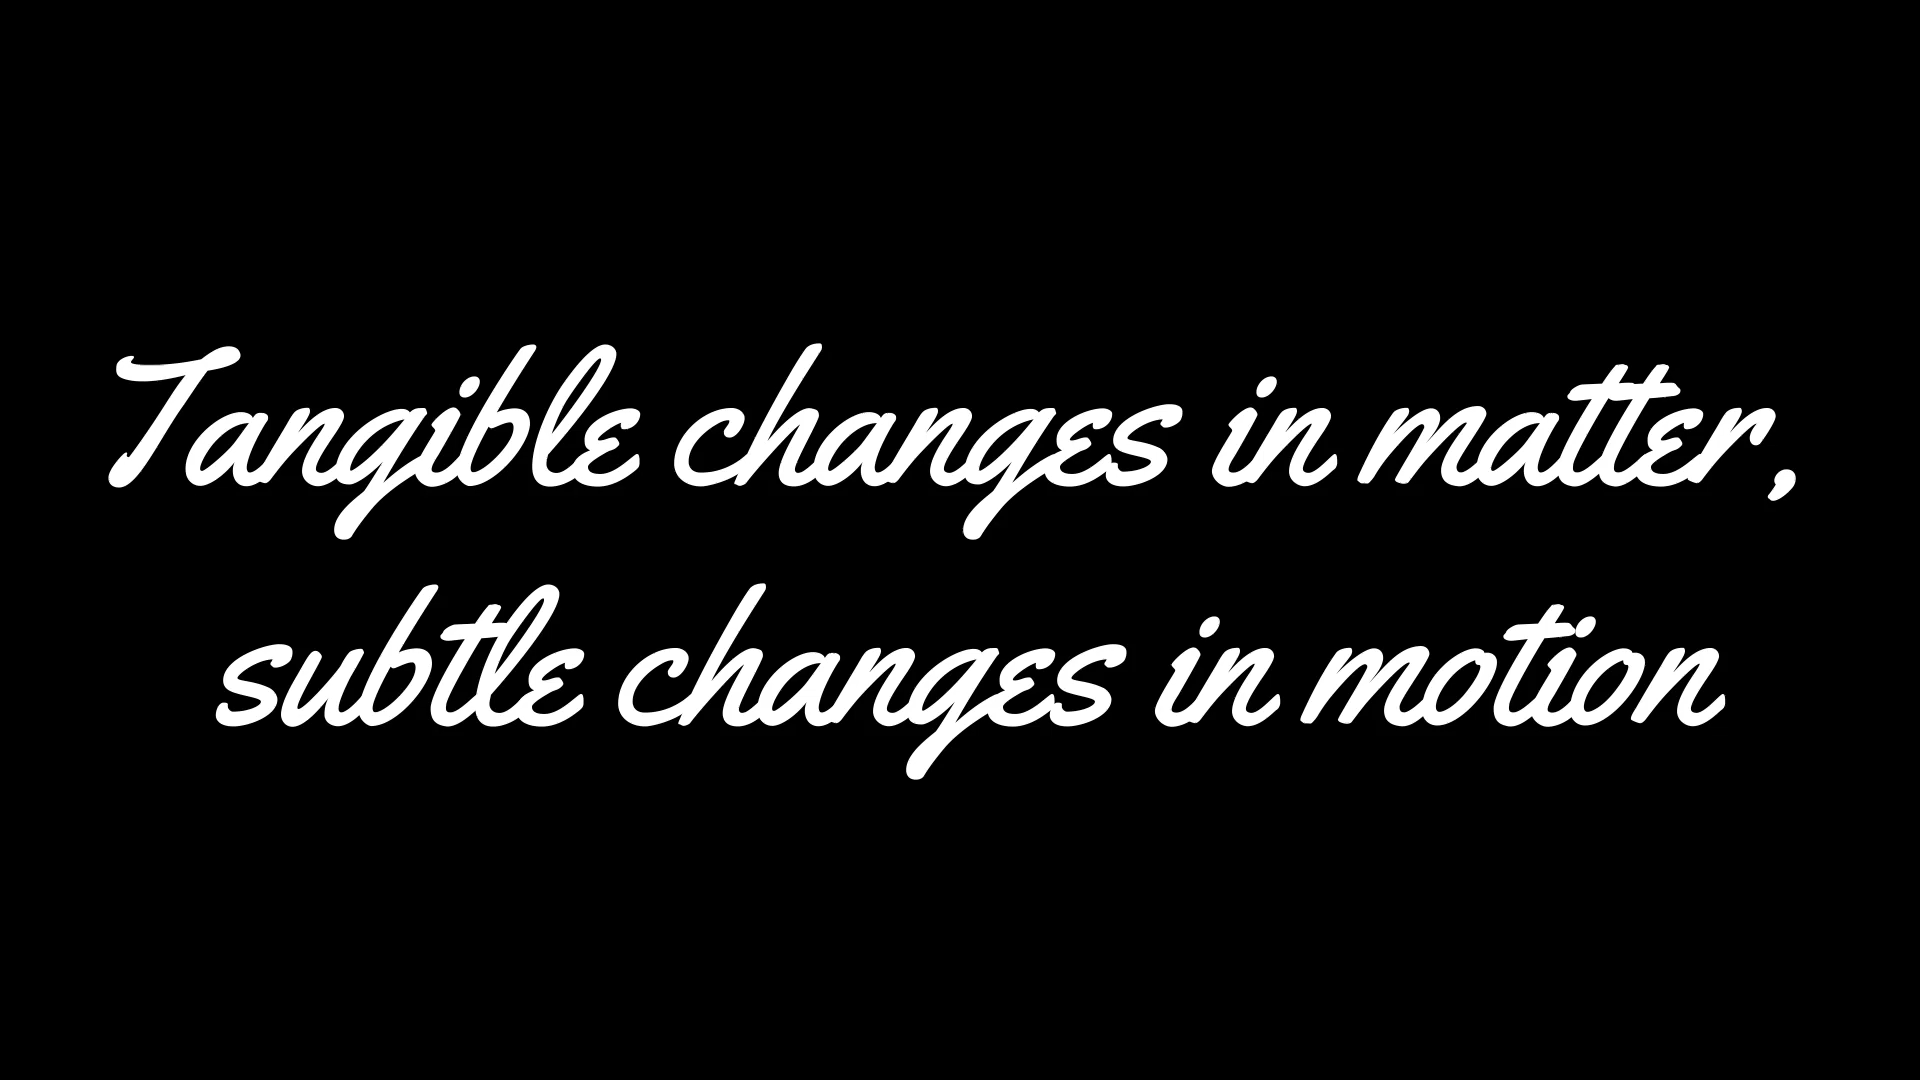 Tangible changes in matter,
subtle changes in motion